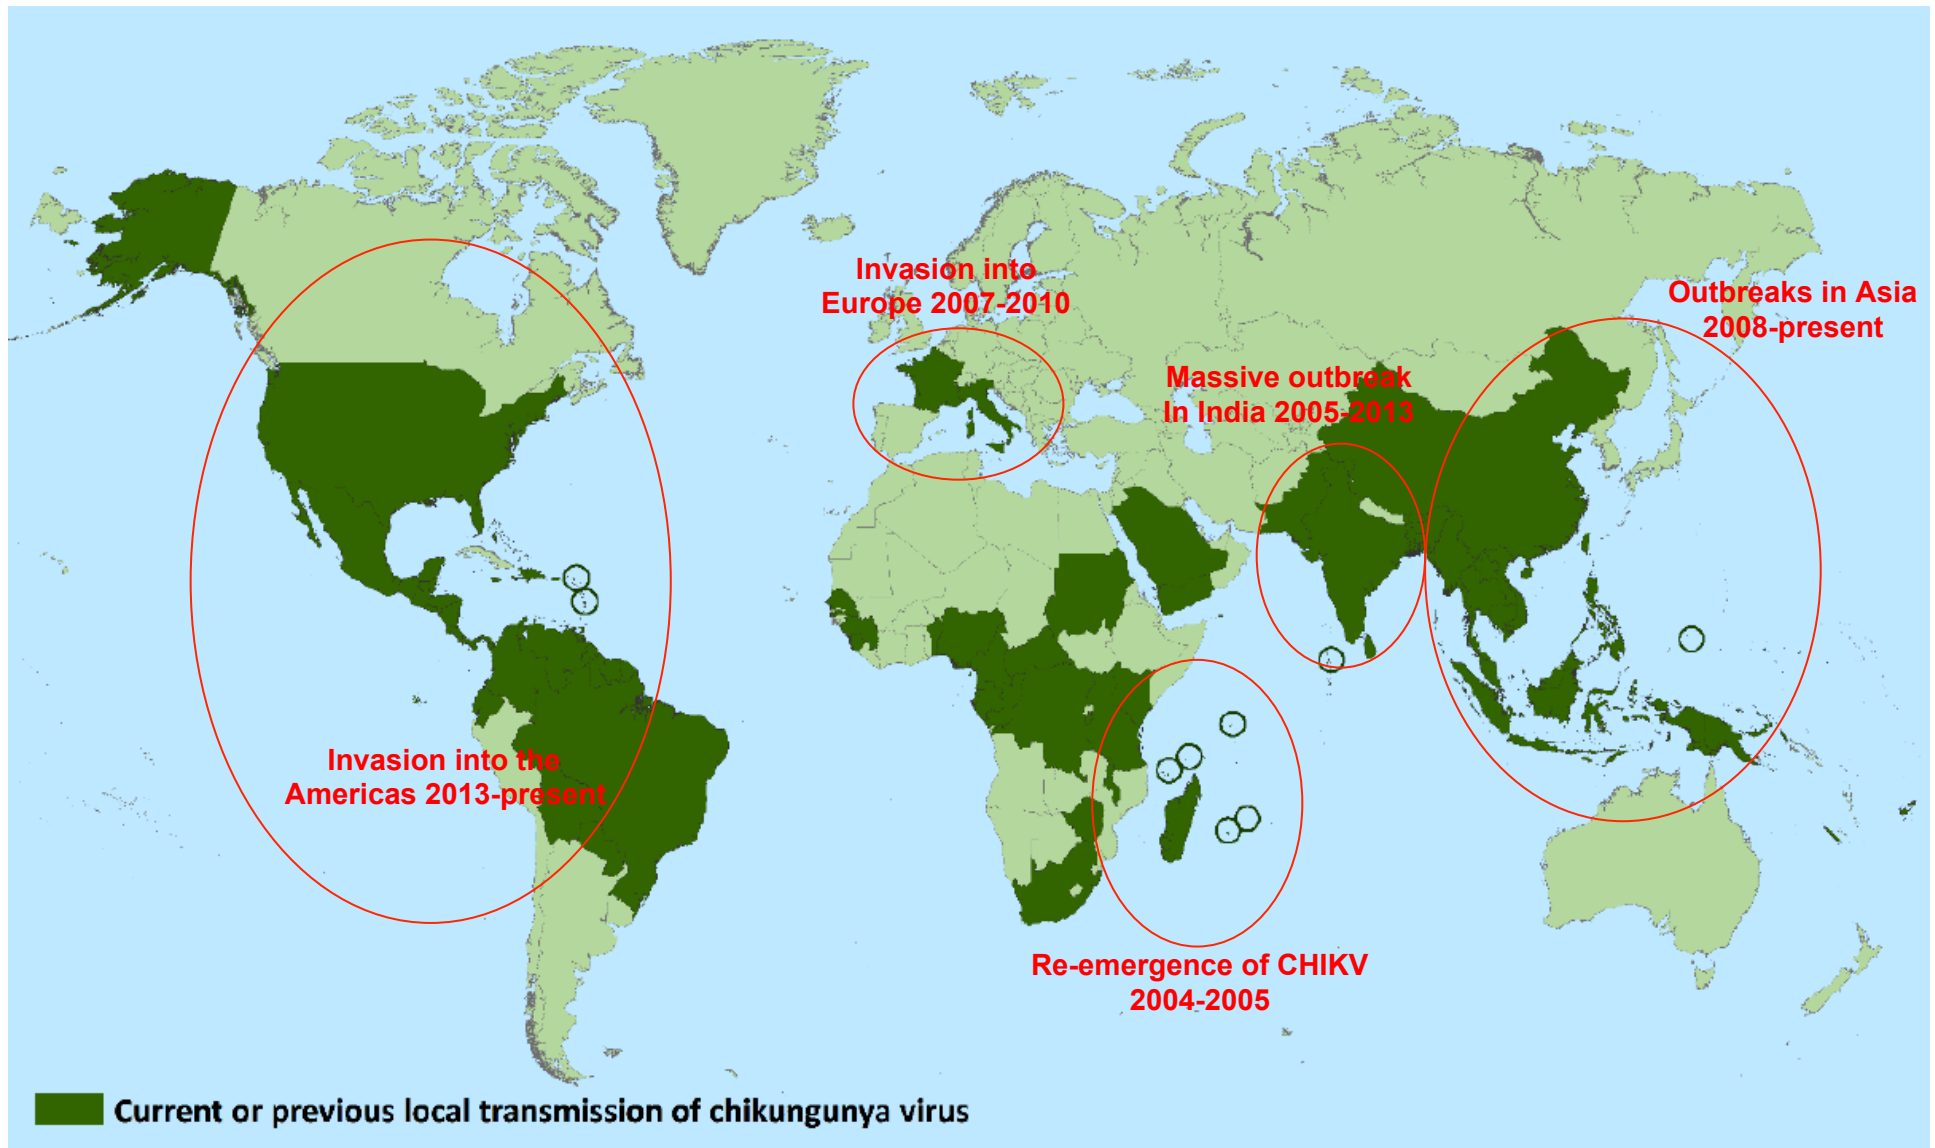 Invasion into
Europe 2007-2010
Outbreaks in Asia
2008-present
Massive outbreak
In India 2005-2013
Invasion into the
Americas 2013-present
Re-emergence of CHIKV
2004-2005
Current or previous local transmission of chikungunya virus